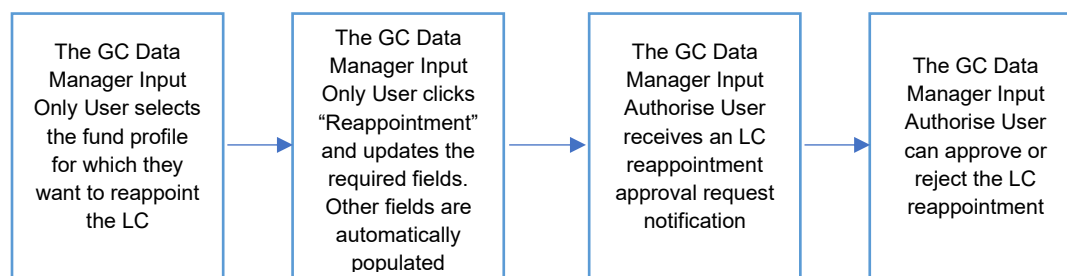 The GC Data
Manager Input
Only User selects
the fund profile
for which they
want to reappoint
the LC
The GC Data
Manager Input
Only User clicks
“Reappointment”
and updates the
required fields.
Other fields are
automatically
populated
The GC Data
Manager Input
Authorise User
receives an LC
reappointment
approval request
notification
The GC Data
Manager Input
Authorise User
can approve or
reject the LC
reappointment